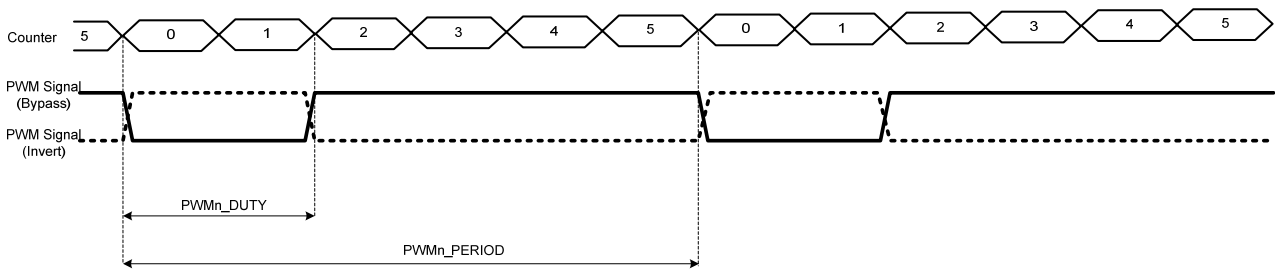 Counter 5 0 1 2 3 4 5 0 1 2 3 4 5
PWM Signal
(Bypass)
PWM Signal
(Invert)
PWMn_DUTY
PWMn_PERIOD